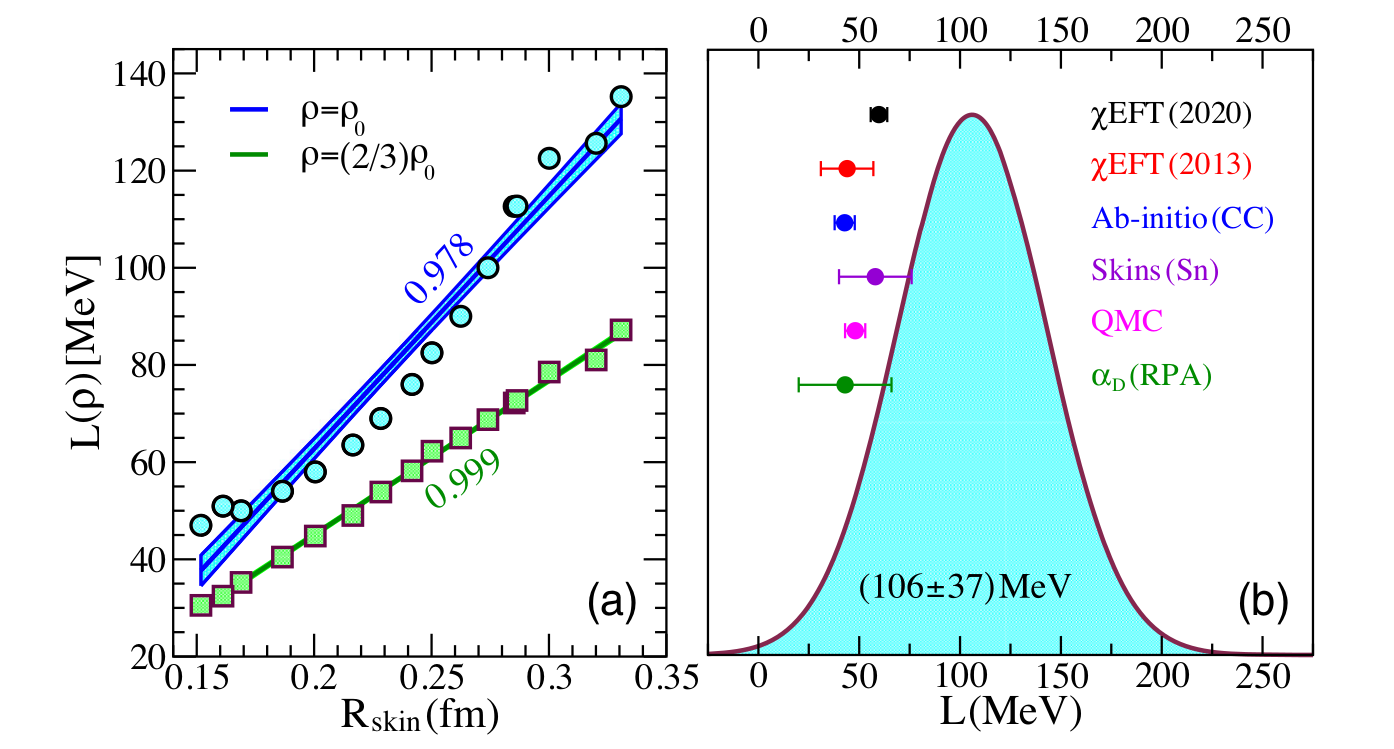 140
120
100
80
60
40
20
L(ρ) [MeV]
ρ=ρ₀
ρ=(2/3)ρ₀
0.978
0.999
(a)
0.15 0.2 0.25 0.3 0.35
Rskin(fm)
0 50 100 150 200 250
χEFT(2020)
χEFT(2013)
Ab-initio(CC)
Skins(Sn)
QMC
αD(RPA)
(106±37)MeV
(b)
0 50 100 150 200 250
L(MeV)